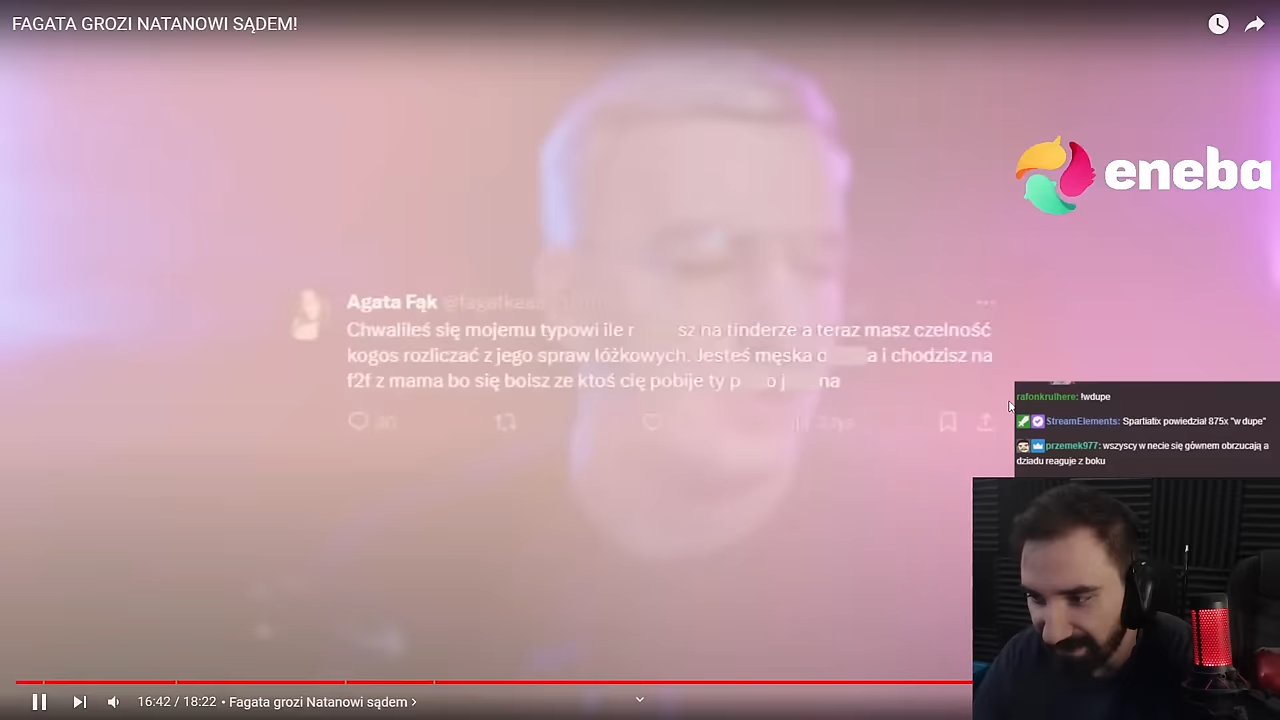 FAGATA GROZI NATANOWI SĄDEM!
eneba
Agata Fąk
Chwaliłeś się mojemu typowi ile r sz na tinderze a teraz masz czelność
kogos rozliczać z jego spraw łóżkowych. Jesteś męska d a i chodzisz na
f2f z mama bo się boisz ze ktoś cię pobije ty p o j na
rafonkrulhere: łwdupe
StreamElements: Spartiatix powiedział 875x "w dupe"
przemek977: wszyscy w necie się gównem obrzucają a
dziadu reaguje z boku
16:42 / 18:22 • Fagata grozi Natanowi sądem